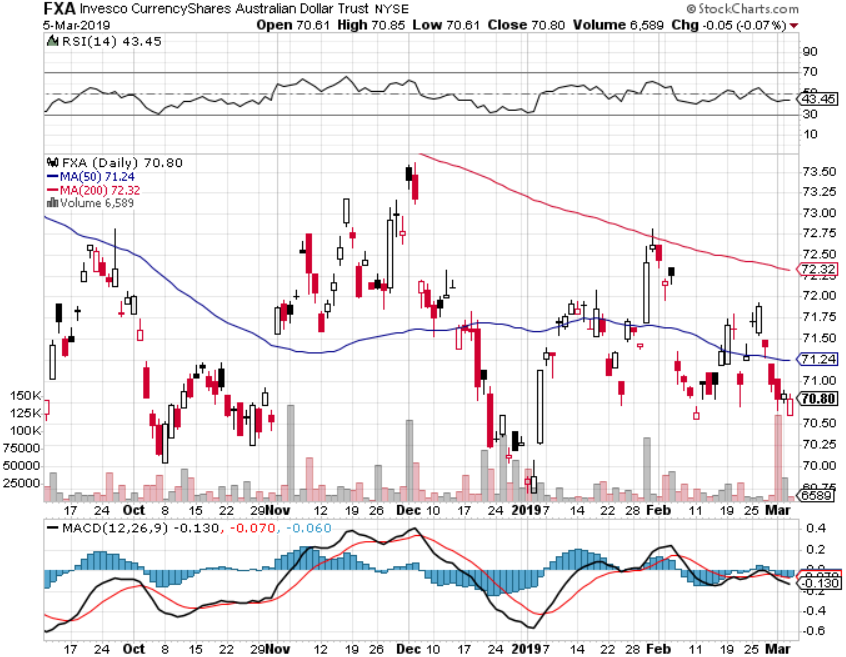 FXA Invesco CurrencyShares Australian Dollar Trust NYSE © StockCharts.com
5-Mar-2019 Open 70.61 High 70.85 Low 70.61 Close 70.80 Volume 6,589 Chg -0.05 (-0.07%)
RSI(14) 43.45
90
70
50
43.45
30
10
FXA (Daily) 70.80
MA(50) 71.24
MA(200) 72.32
Volume 6,589
73.50
73.25
73.00
72.75
72.50
72.32
72.25
72.00
71.75
71.50
71.24
71.00
70.80
70.50
70.25
70.00
6589
150K
125K
100K
75000
50000
25000
17 24 Oct 8 15 22 29 Nov 12 19 26 Dec 10 17 24 2019 7 14 22 28 Feb 11 19 25 Mar
MACD(12,26,9) -0.130, -0.070, -0.060
0.4
0.2
0.0
-0.130
-0.4
-0.6
17 24 Oct 8 15 22 29 Nov 12 19 26 Dec 10 17 24 2019 7 14 22 28 Feb 11 19 25 Mar